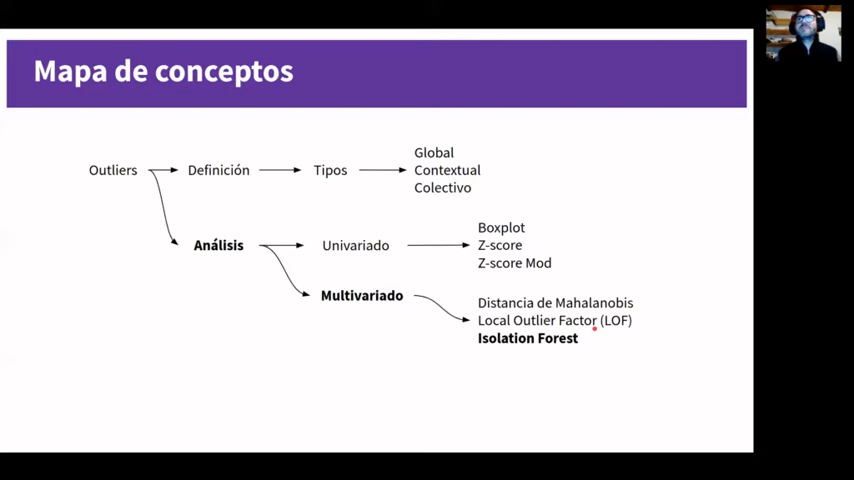 Mapa de conceptos
Outliers
Definición
Tipos
Global
Contextual
Colectivo
Análisis
Univariado
Boxplot
Z-score
Z-score Mod
Multivariado
Distancia de Mahalanobis
Local Outlier Factor (LOF)
Isolation Forest